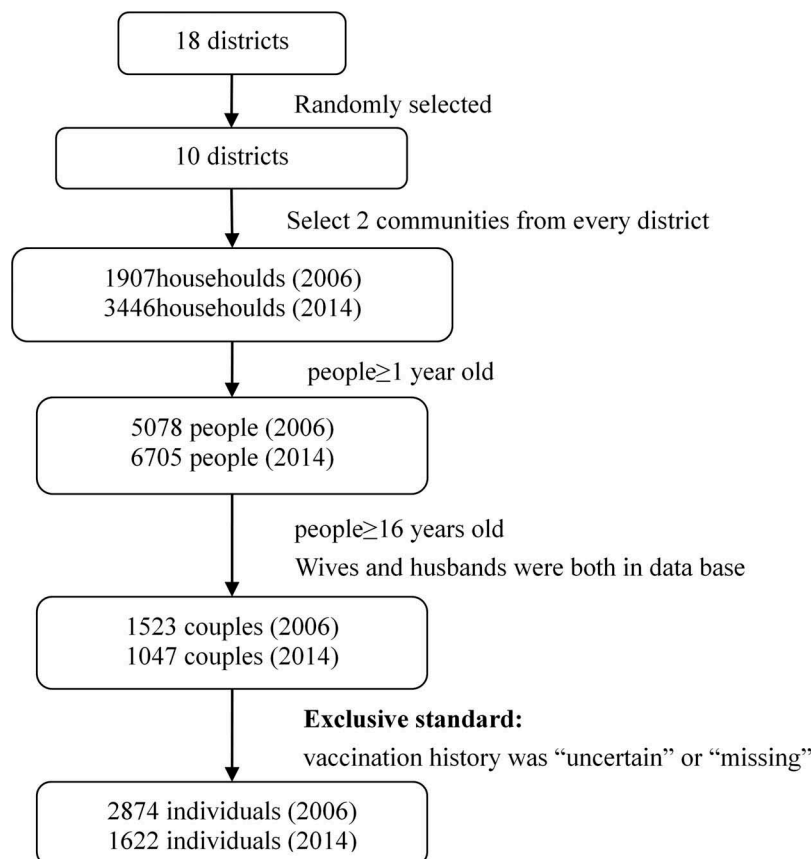 18 districts
Randomly selected
10 districts
Select 2 communities from every district
1907househoulds (2006)
3446househoulds (2014)
people≥1 year old
5078 people (2006)
6705 people (2014)
people≥16 years old
Wives and husbands were both in data base
1523 couples (2006)
1047 couples (2014)
Exclusive standard:
vaccination history was “uncertain” or “missing”
2874 individuals (2006)
1622 individuals (2014)